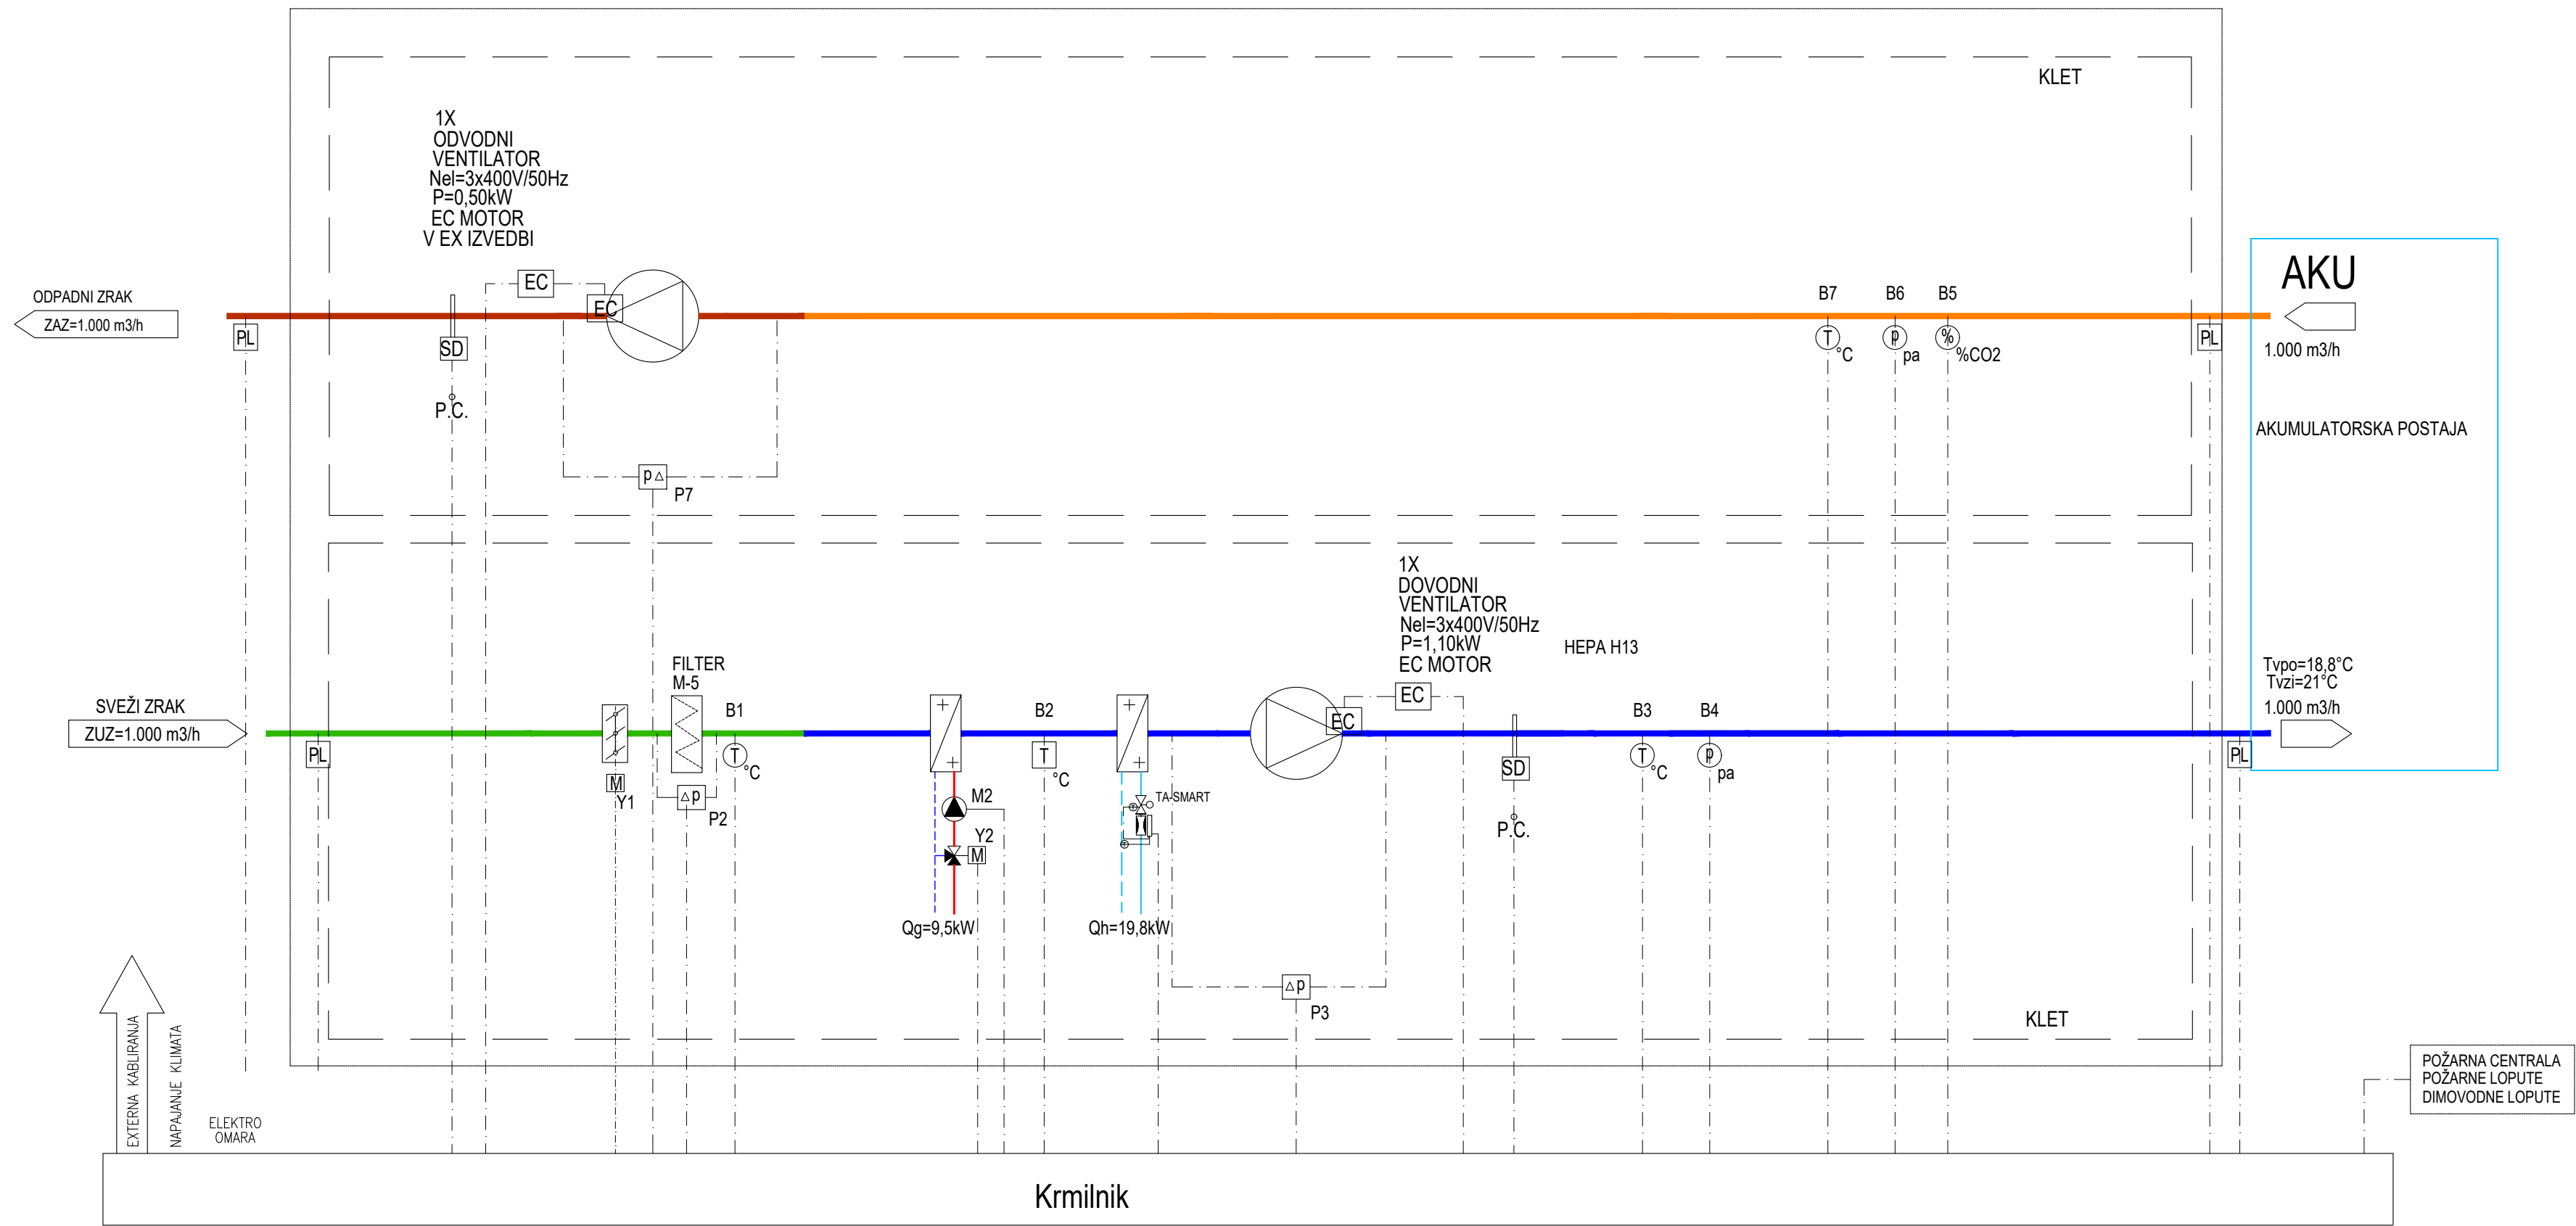 KLET
1X
ODVODNI
VENTILATOR
Nel=3x400V/50Hz
P=0,50kW
EC MOTOR
V EX IZVEDBI
EC
EC
ODPADNI ZRAK
ZAZ=1.000 m3/h
PL
SD
P.C.
p
P7
B7
T
°C
B6
p
pa
B5
%
%CO2
PL
AKU
1.000 m3/h
AKUMULATORSKA POSTAJA
1X
DOVODNI
VENTILATOR
Nel=3x400V/50Hz
P=1,10kW
EC MOTOR
HEPA H13
EC
EC
SVEŽI ZRAK
ZUZ=1.000 m3/h
PL
M
Y1
FILTER
M-5
p
P2
B1
T
°C
M2
Y2
M
Qg=9,5kW
B2
T
°C
TA-SMART
Qh=19,8kW
p
P3
SD
P.C.
B3
T
°C
B4
p
pa
PL
Tvpo=18,8°C
Tvzi=21°C
1.000 m3/h
KLET
EXTERNA KABLIRANJA
NAPAJANJE KLIMATA
ELEKTRO
OMARA
POŽARNA CENTRALA
POŽARNE LOPUTE
DIMOVODNE LOPUTE
Krmilnik